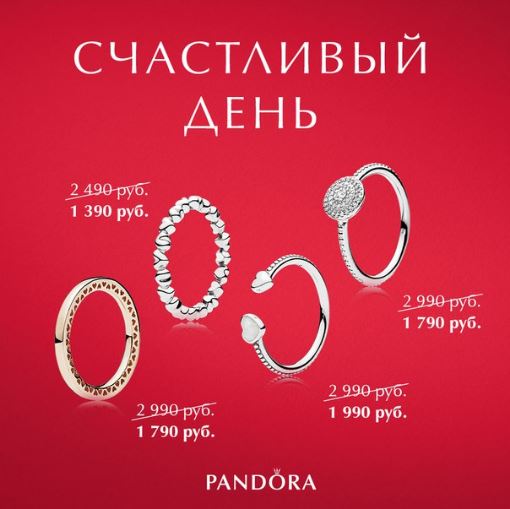 СЧАСТЛИВЫЙ
ДЕНЬ
2 490 руб.
1 390 руб.
2 990 руб.
1 790 руб.
2 990 руб.
1 990 руб.
2 990 руб.
1 790 руб.
PANDORA